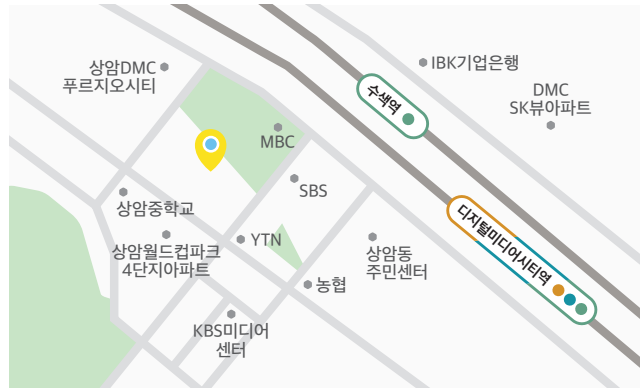 IBK기업은행
상암DMC
푸르지오시티
수색역
DMC
SK뷰아파트
MBC
SBS
상암중학교
디지털미디어시티역
YTN
상암월드컵파크
4단지아파트
상암동
주민센터
농협
KBS미디어
센터